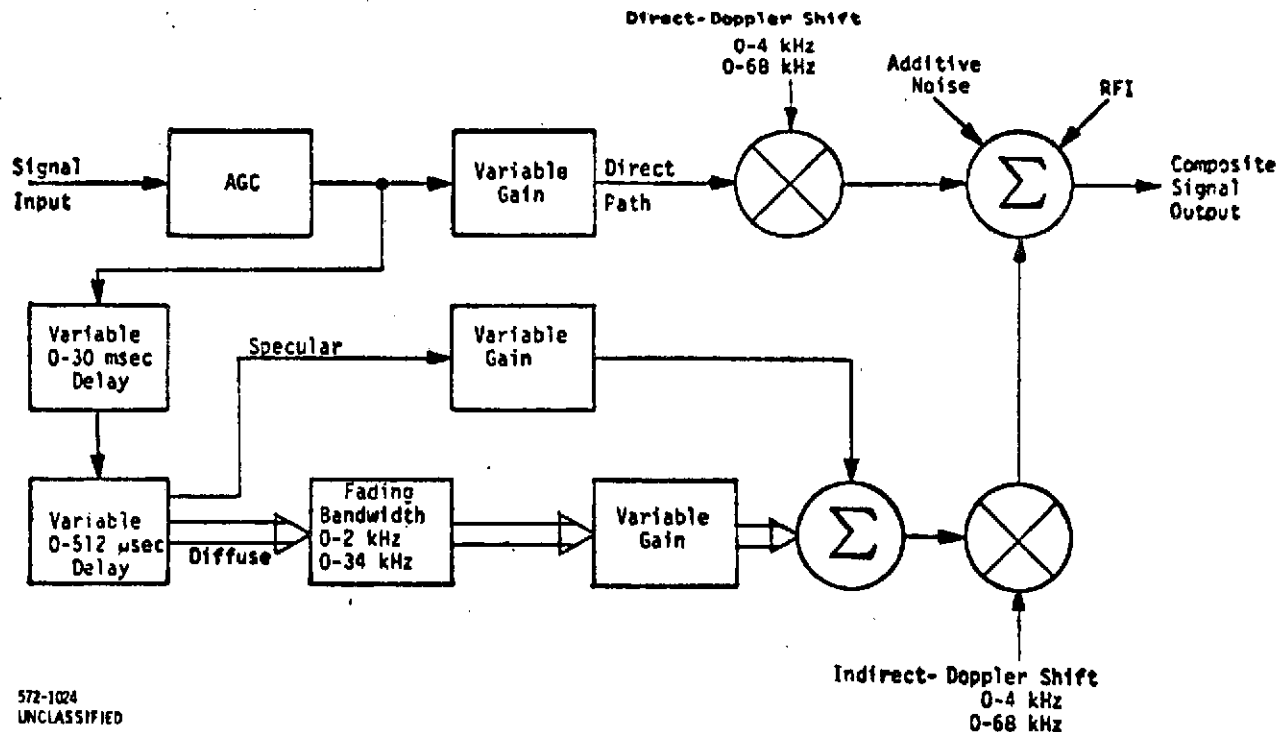 Direct-Doppler Shift
0-4 kHz
0-68 kHz
Additive
Noise
RFI
Signal
Input
AGC
Variable
Gain
Direct
Path
Σ
Composite
Signal
Output
Variable
0-30 msec
Delay
Specular
Variable
Gain
Variable
0-512 μsec
Delay
Diffuse
Fading
Bandwidth
0-2 kHz
0-34 kHz
Variable
Gain
Σ
Indirect-Doppler Shift
0-4 kHz
0-68 kHz
572-1024
UNCLASSIFIED